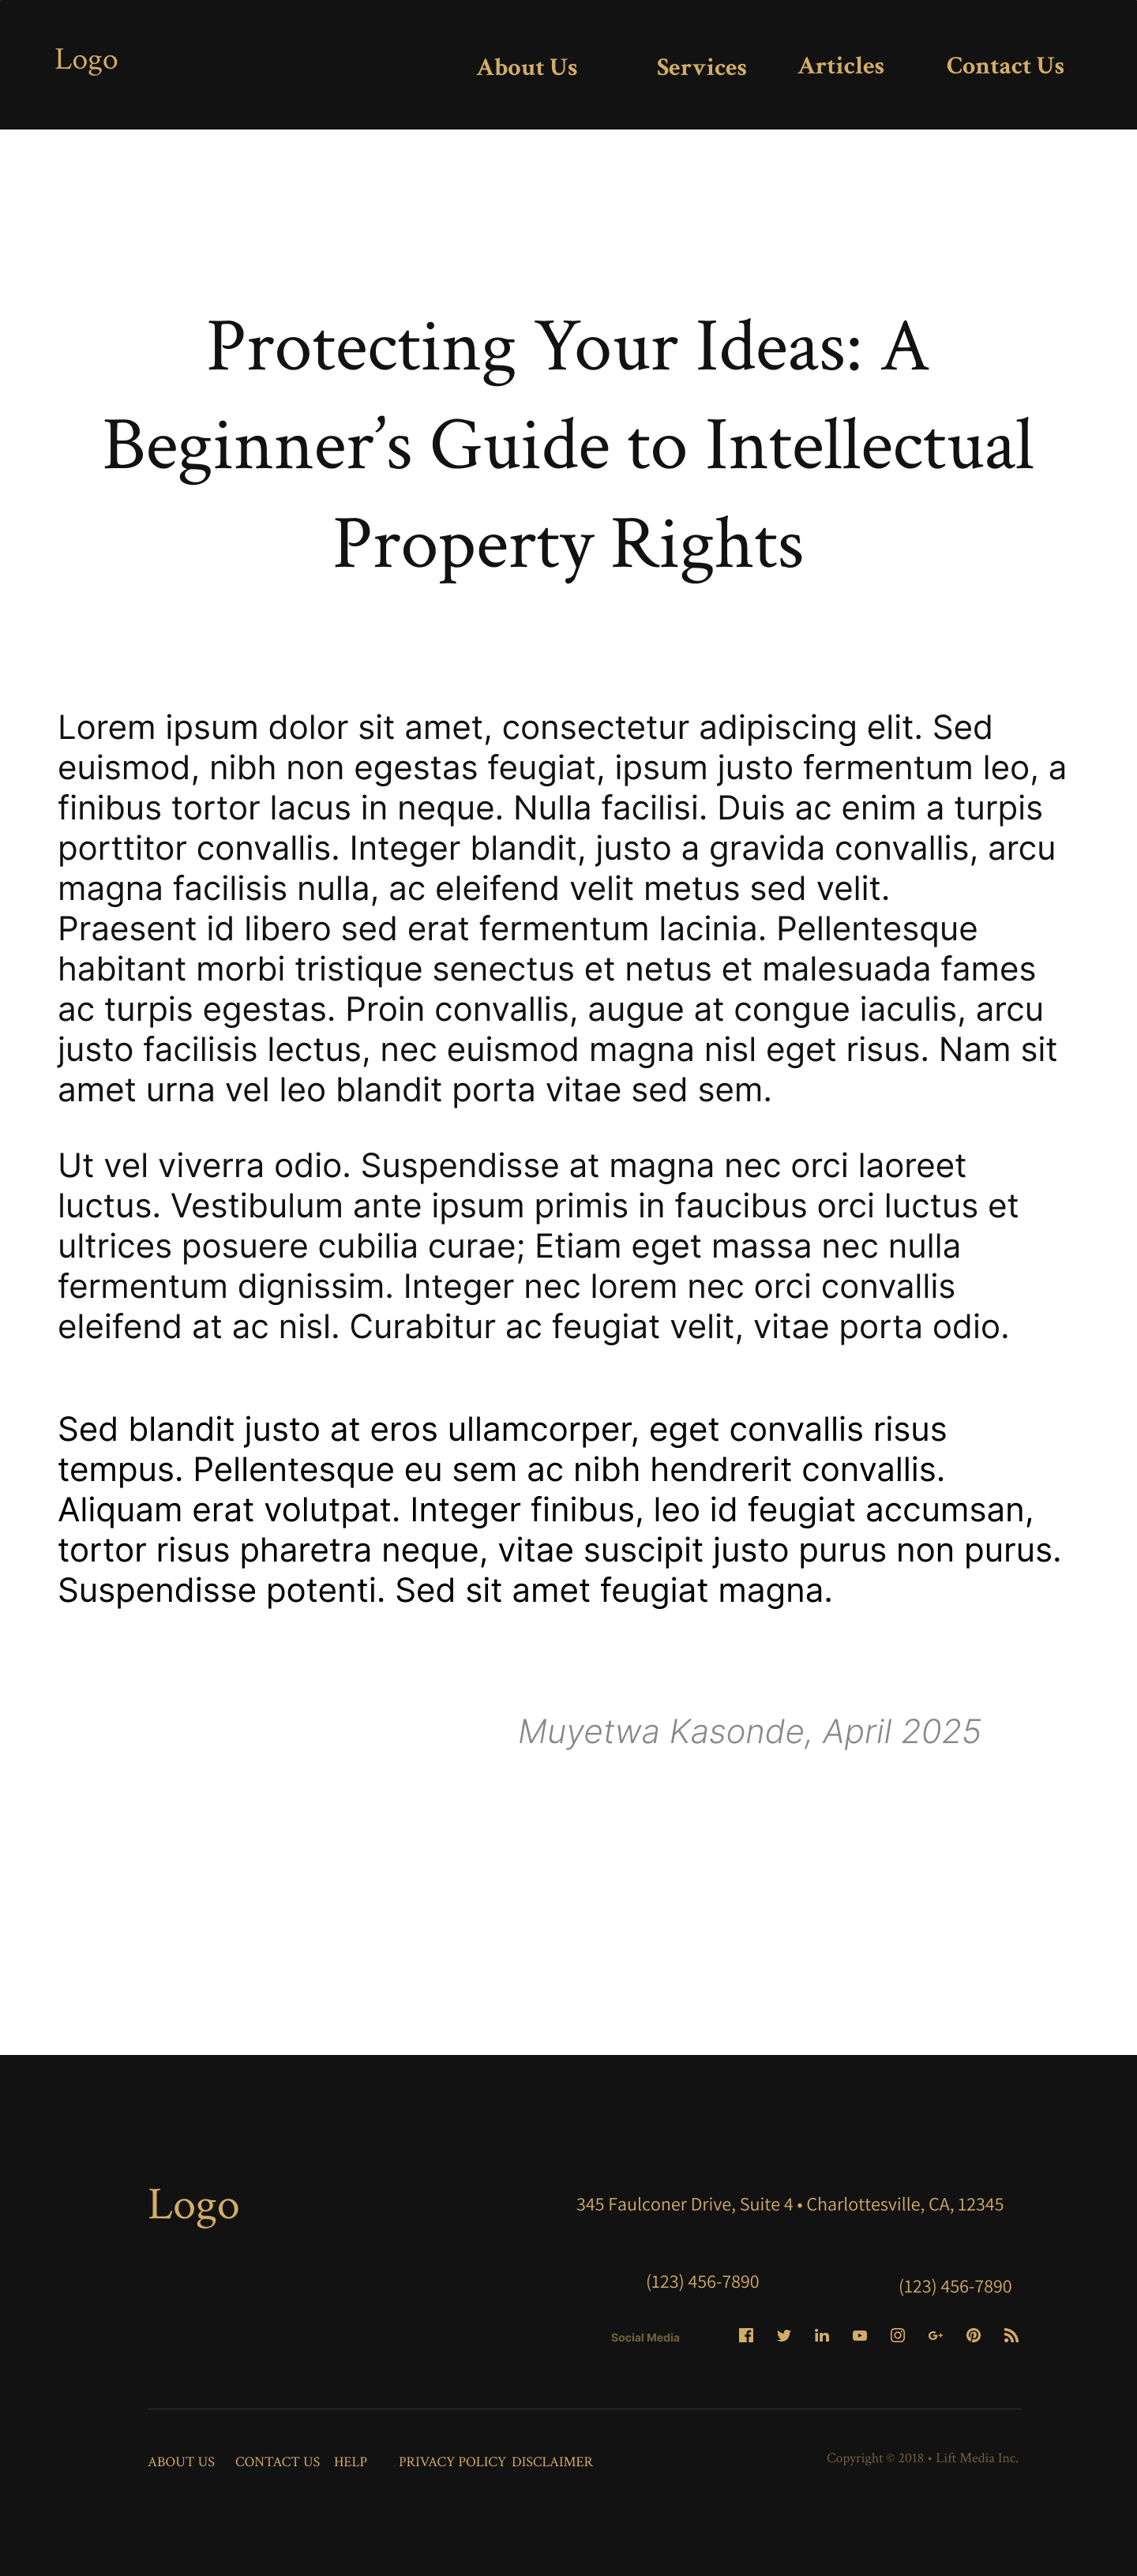 Logo
About Us Services Articles Contact Us
Protecting Your Ideas: A
Beginner’s Guide to Intellectual
Property Rights
Lorem ipsum dolor sit amet, consectetur adipiscing elit. Sed
euismod, nibh non egestas feugiat, ipsum justo fermentum leo, a
finibus tortor lacus in neque. Nulla facilisi. Duis ac enim a turpis
porttitor convallis. Integer blandit, justo a gravida convallis, arcu
magna facilisis nulla, ac eleifend velit metus sed velit.
Praesent id libero sed erat fermentum lacinia. Pellentesque
habitant morbi tristique senectus et netus et malesuada fames
ac turpis egestas. Proin convallis, augue at congue iaculis, arcu
justo facilisis lectus, nec euismod magna nisl eget risus. Nam sit
amet urna vel leo blandit porta vitae sed sem.
Ut vel viverra odio. Suspendisse at magna nec orci laoreet
luctus. Vestibulum ante ipsum primis in faucibus orci luctus et
ultrices posuere cubilia curae; Etiam eget massa nec nulla
fermentum dignissim. Integer nec lorem nec orci convallis
eleifend at ac nisl. Curabitur ac feugiat velit, vitae porta odio.
Sed blandit justo at eros ullamcorper, eget convallis risus
tempus. Pellentesque eu sem ac nibh hendrerit convallis.
Aliquam erat volutpat. Integer finibus, leo id feugiat accumsan,
tortor risus pharetra neque, vitae suscipit justo purus non purus.
Suspendisse potenti. Sed sit amet feugiat magna.
Muyetwa Kasonde, April 2025
Logo
345 Faulconer Drive, Suite 4 • Charlottesville, CA, 12345
(123) 456-7890 (123) 456-7890
Social Media
ABOUT US CONTACT US HELP PRIVACY POLICY DISCLAIMER
Copyright © 2018 • Lift Media Inc.